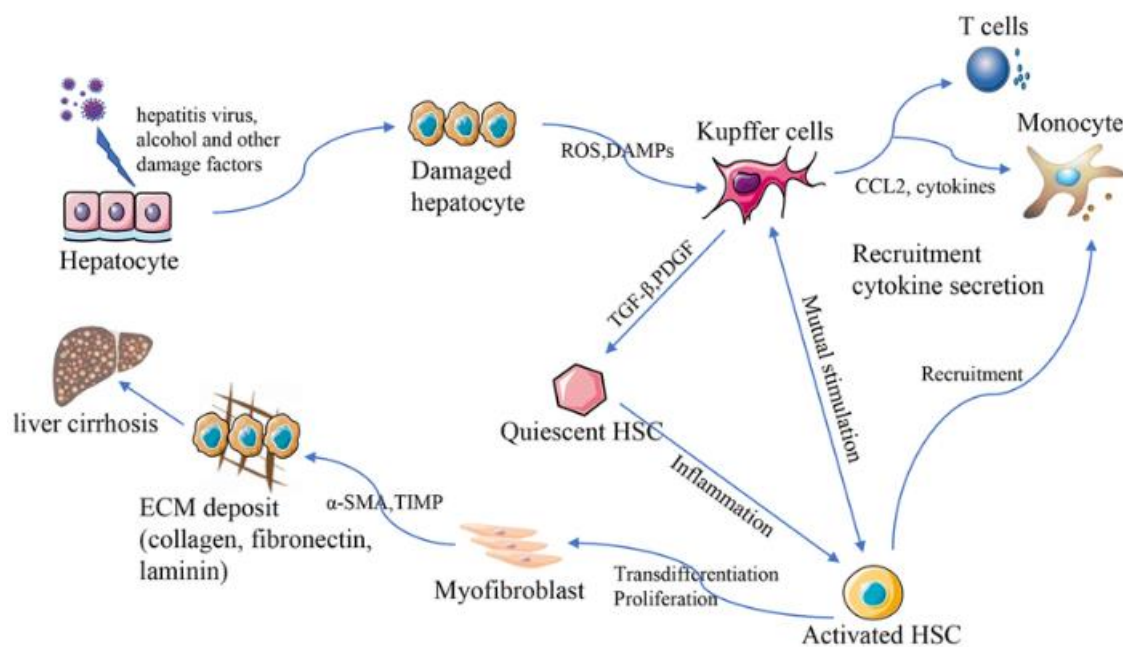 T cells
hepatitis virus,
alcohol and other
damage factors
Hepatocyte
Damaged
hepatocyte
ROS,DAMPs
Kupffer cells
Monocyte
CCL2, cytokines
Recruitment
cytokine secretion
TGF-β,PDGF
Mutual stimulation
Recruitment
Quiescent HSC
Inflammation
liver cirrhosis
ECM deposit
(collagen, fibronectin,
laminin)
α-SMA,TIMP
Myofibroblast
Transdifferentiation
Proliferation
Activated HSC